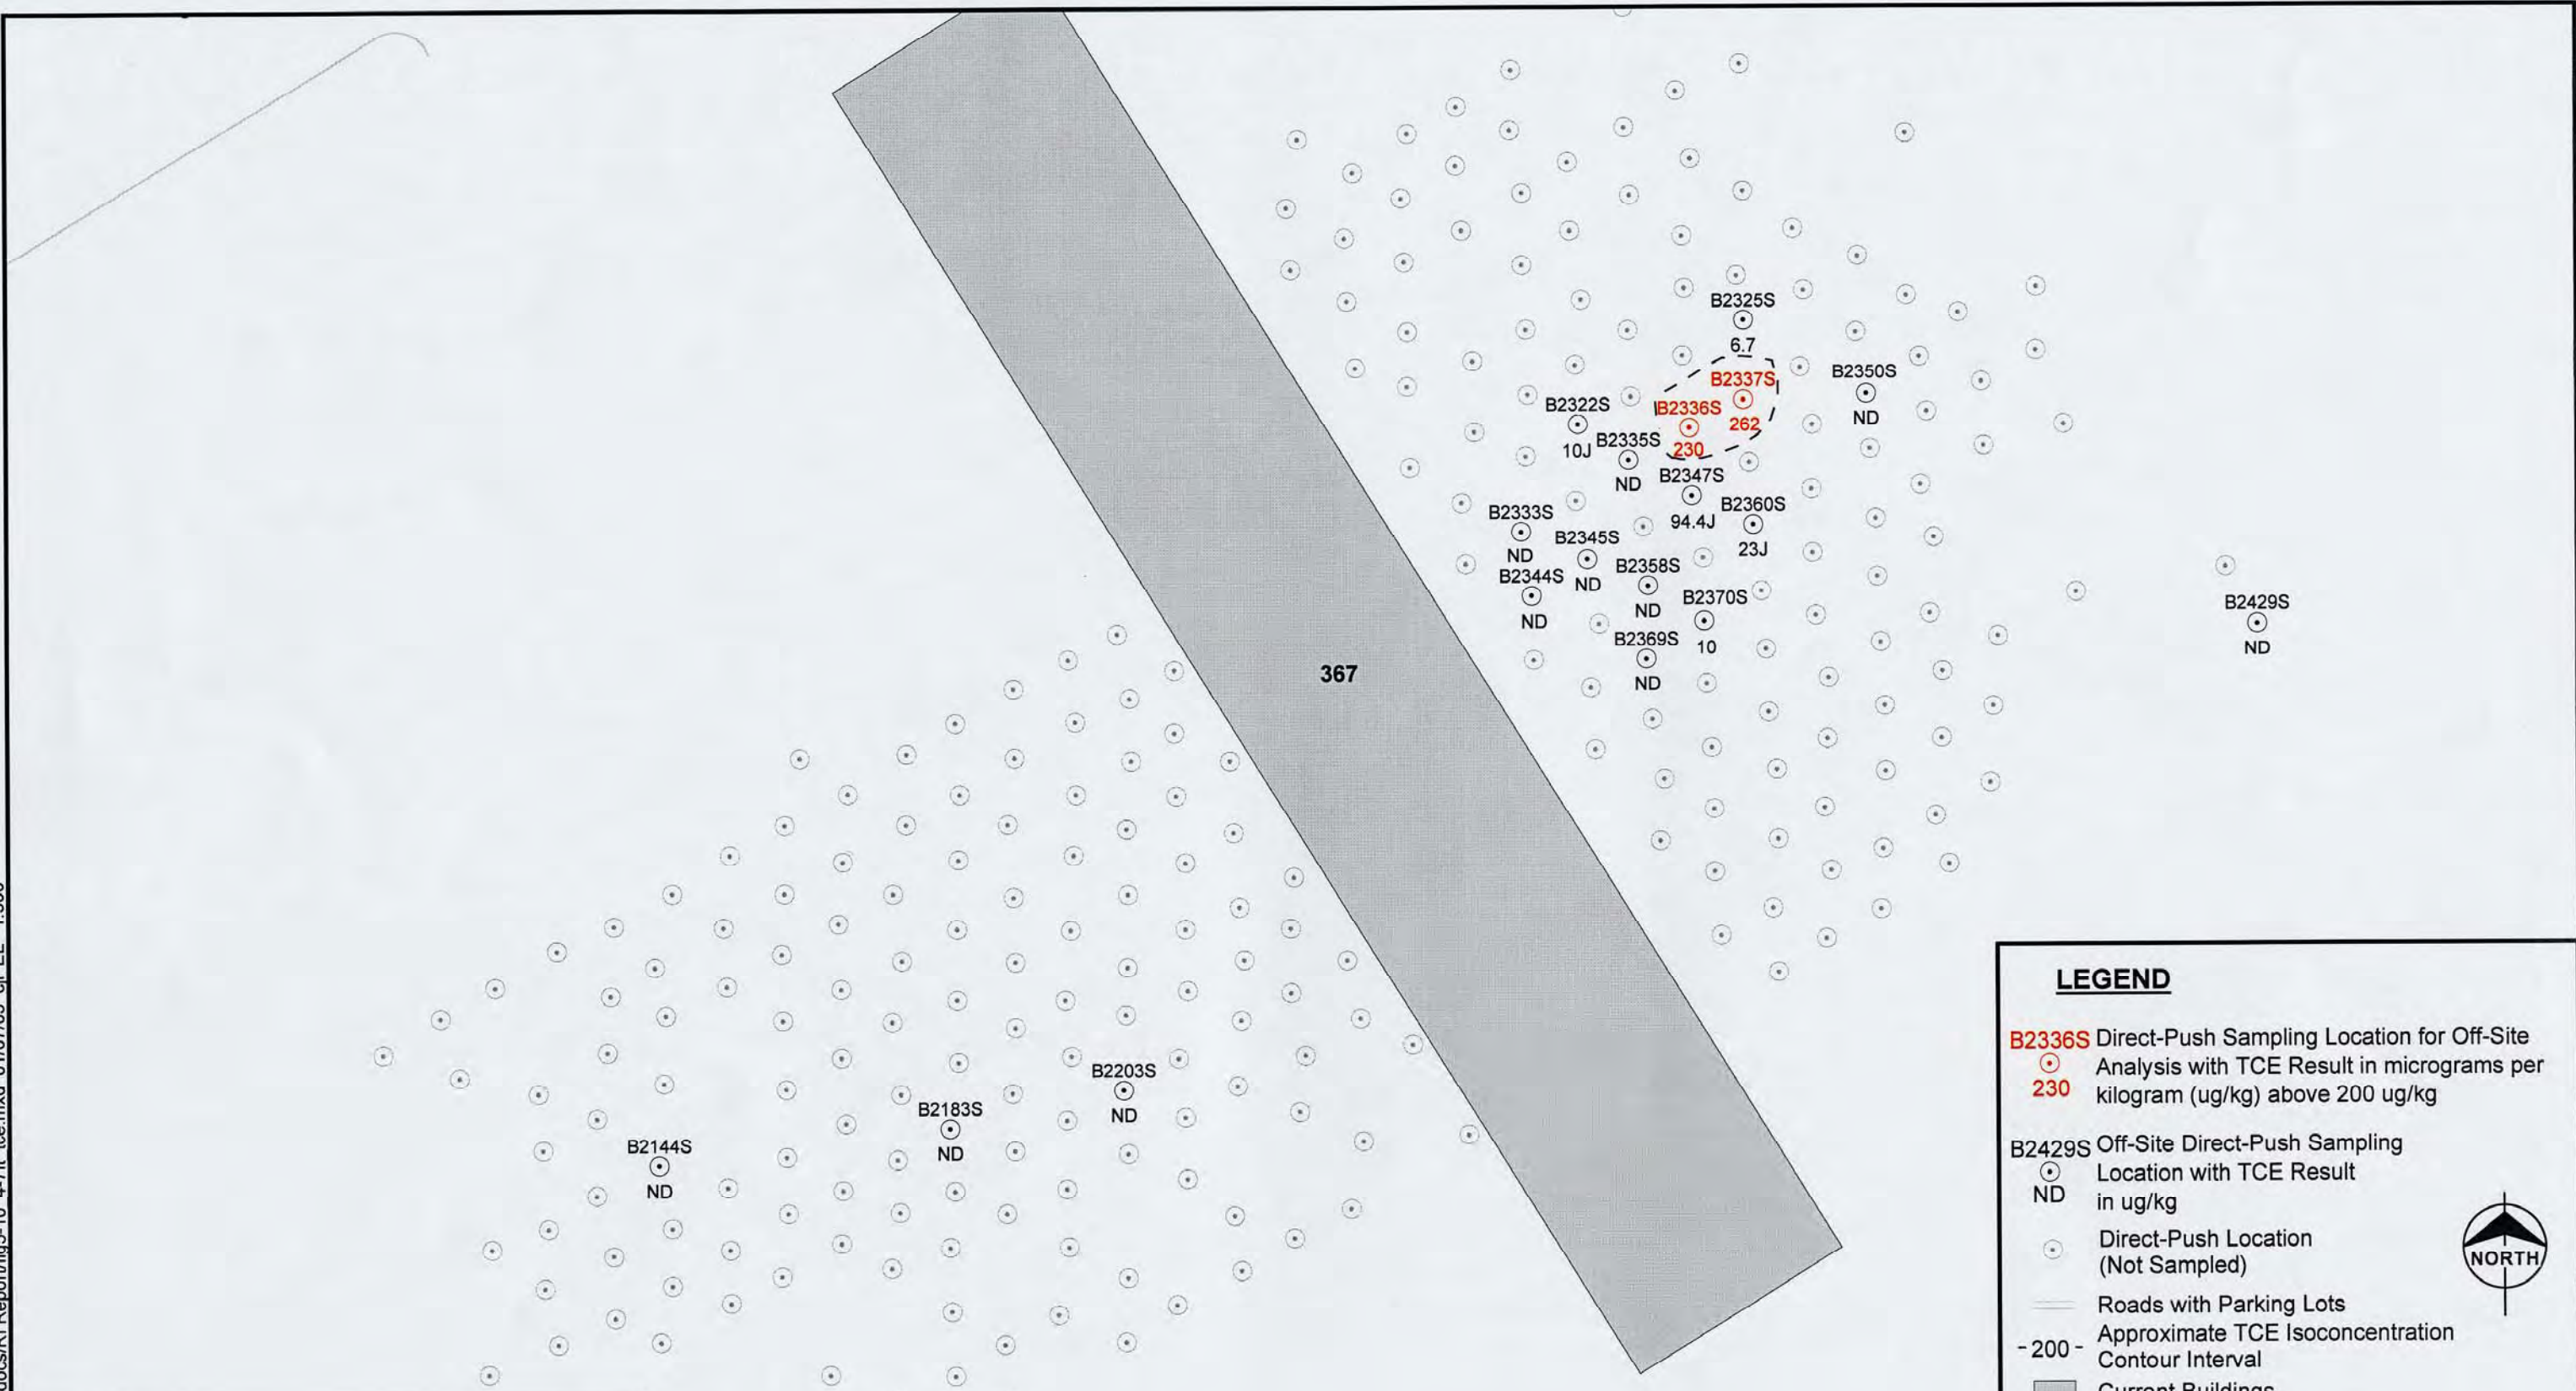 B2325S
6.7
B2337S
262
B2336S
230
B2350S
ND
B2322S
10J
B2335S
ND
B2347S
94.4J
B2360S
23J
B2333S
ND
B2345S
ND
B2344S
ND
B2358S
ND
B2370S
10
B2369S
ND
B2429S
ND
367
B2203S
ND
B2183S
ND
B2144S
ND
LEGEND
B2336S Direct-Push Sampling Location for Off-Site
Analysis with TCE Result in micrograms per
230 kilogram (ug/kg) above 200 ug/kg
B2429S Off-Site Direct-Push Sampling
Location with TCE Result
ND in ug/kg
Direct-Push Location
(Not Sampled)
NORTH
Roads with Parking Lots
-200- Approximate TCE Isoconcentration
Contour Interval
Current Buildings